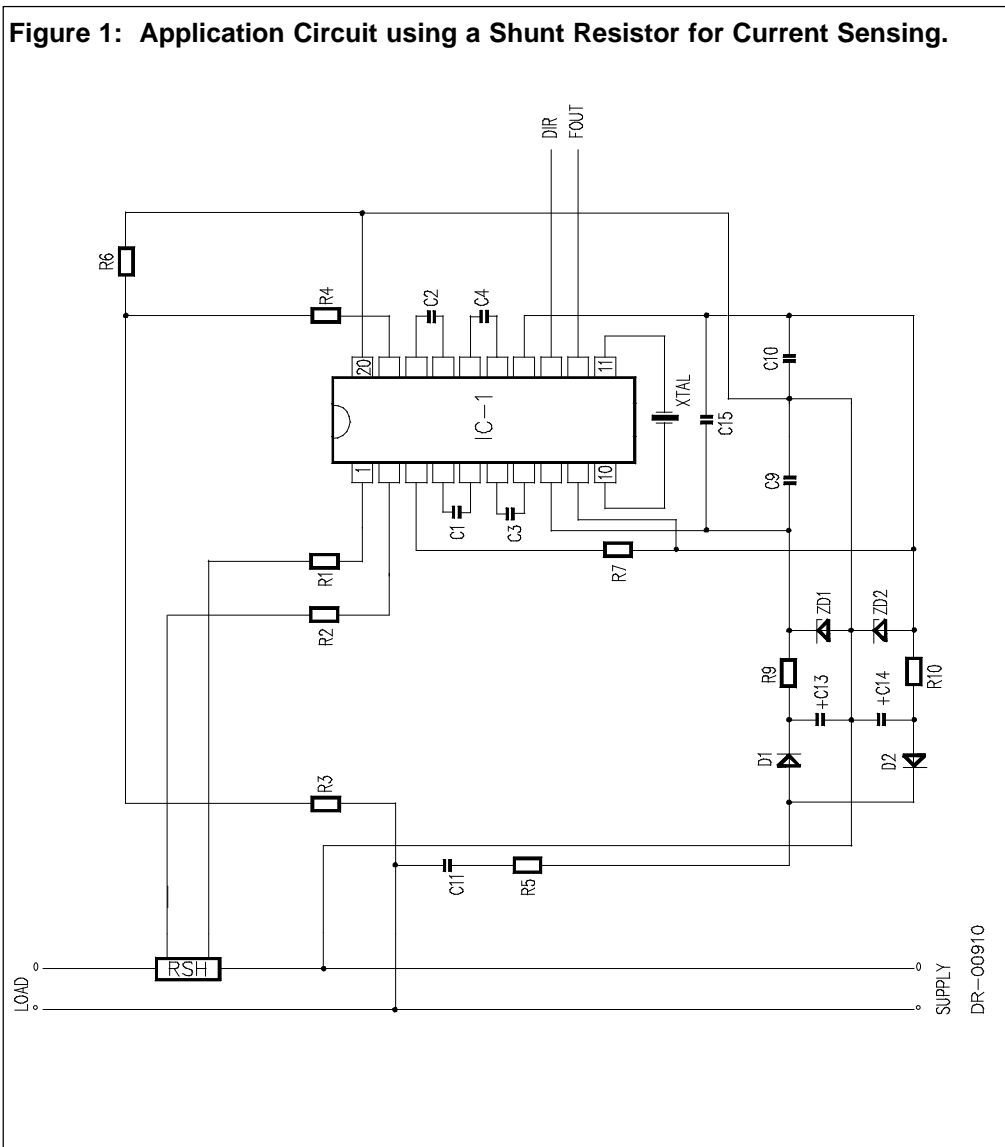 Figure 1: Application Circuit using a Shunt Resistor for Current Sensing.
DIR
FOUT
R6
R4
C2
C4
20
11
C10
IC-1
XTAL
C15
1
10
C9
C1
C3
R1
R7
R2
ZD1
ZD2
R9
R10
+C13
+C14
R3
D1
D2
C11
R5
RSH
LOAD
SUPPLY
DR-00910